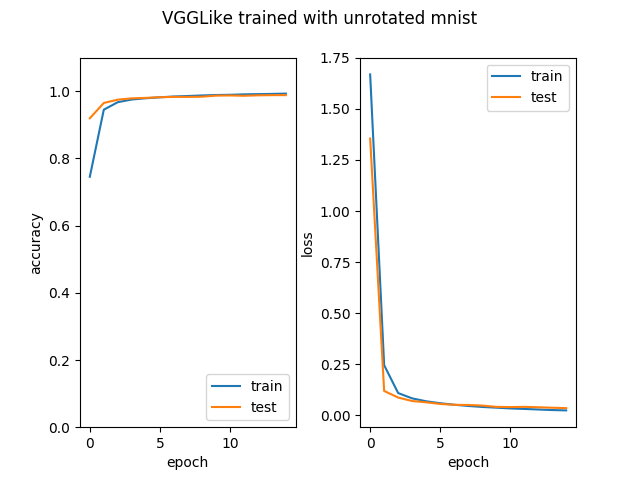 VGGLike trained with unrotated mnist
1.0
0.8
0.6
0.4
0.2
0.0
accuracy
0 5 10
epoch
train
test
1.75
1.50
1.25
1.00
0.75
0.50
0.25
0.00
loss
0 5 10
epoch
train
test